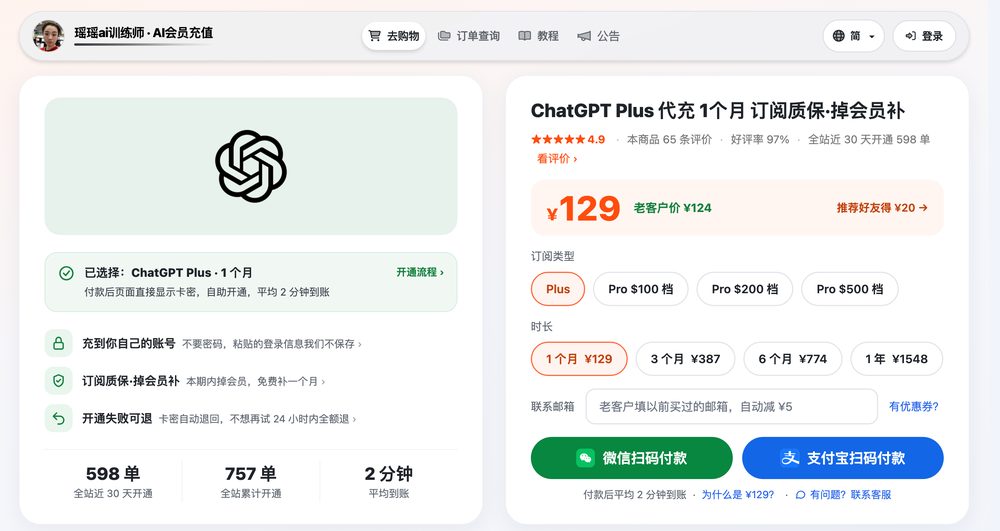 瑶瑶ai训练师 · AI会员充值
去购物
订单查询
教程
公告
简
登录
已选择：ChatGPT Plus · 1 个月
开通流程 ›
付款后页面直接显示卡密，自助开通，平均 2 分钟到账
充到你自己的账号 不要密码，粘贴的登录信息我们不保存 ›
订阅质保·掉会员补 本期内掉会员，免费补一个月 ›
开通失败可退 卡密自动退回，不想再试 24 小时内全额退 ›
598 单
全站近 30 天开通
757 单
全站累计开通
2 分钟
平均到账
ChatGPT Plus 代充 1个月 订阅质保·掉会员补
★★★★★ 4.9 · 本商品 65 条评价 · 好评率 97% · 全站近 30 天开通 598 单
看评价 ›
¥129 老客户价 ¥124 推荐好友得 ¥20 →
订阅类型
Plus
Pro $100 档
Pro $200 档
Pro $500 档
时长
1 个月 ¥129
3 个月 ¥387
6 个月 ¥774
1 年 ¥1548
联系邮箱 老客户填以前买过的邮箱，自动减 ¥5 有优惠券?
微信扫码付款
支付宝扫码付款
付款后平均 2 分钟到账 · 为什么是 ¥129? · 有问题? 联系客服